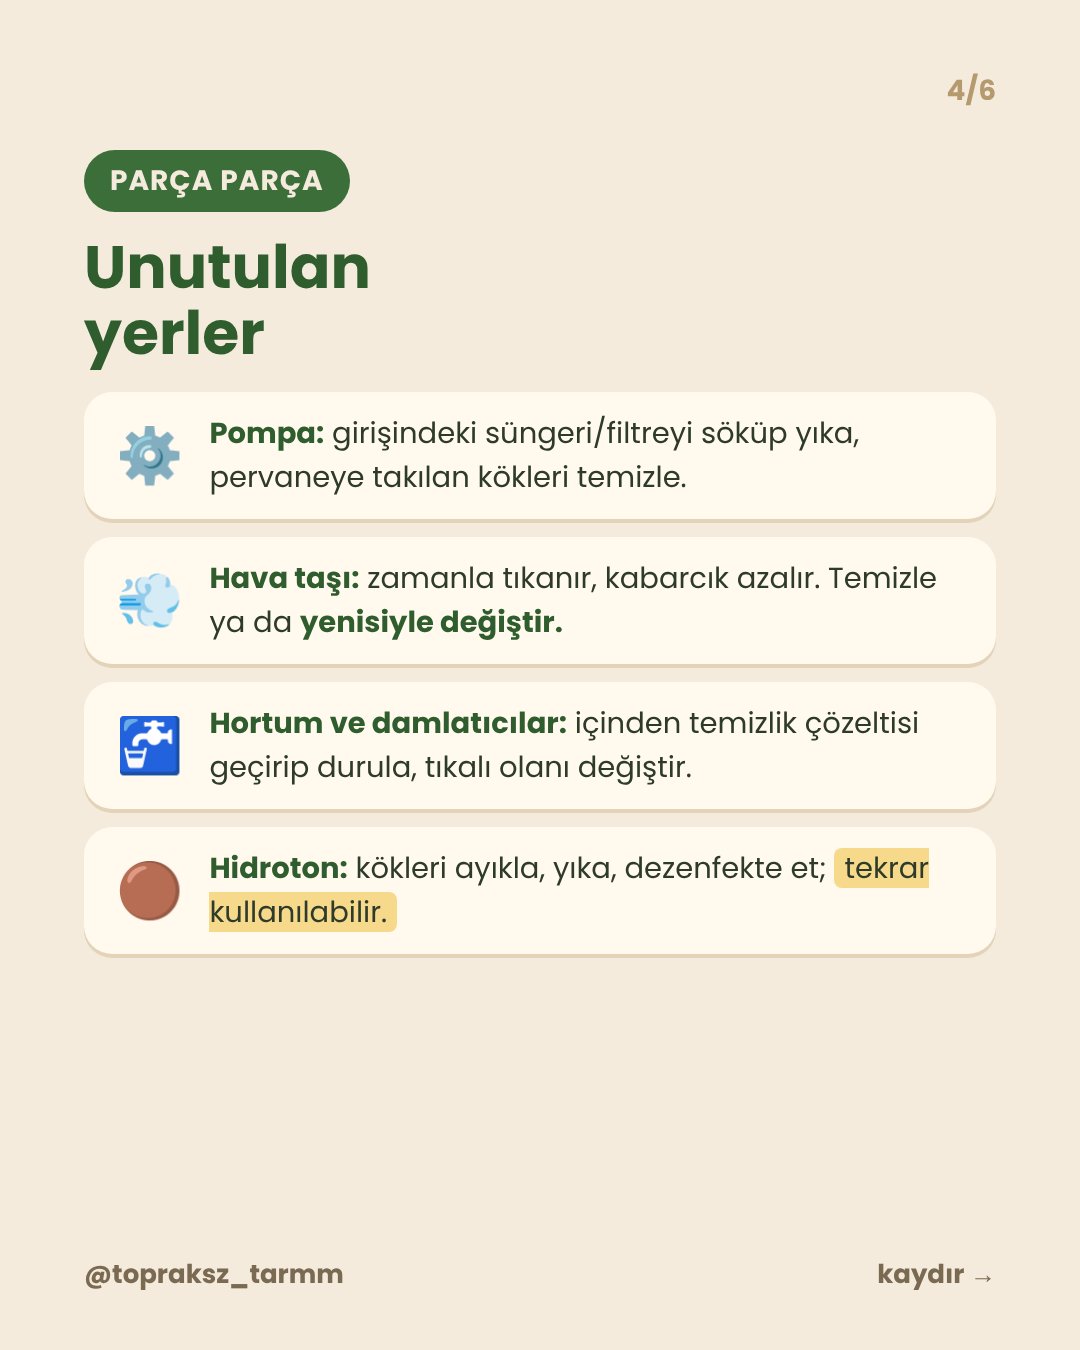 4/6
PARÇA PARÇA
Unutulan
yerler
Pompa: girişindeki süngeri/filtreyi söküp yıka,
pervaneye takılan kökleri temizle.
Hava taşı: zamanla tıkanır, kabarcık azalır. Temizle
ya da yenisiyle değiştir.
Hortum ve damlatıcılar: içinden temizlik çözeltisi
geçirip durula, tıkalı olanı değiştir.
Hidroton: kökleri ayıkla, yıka, dezenfekte et; tekrar
kullanılabilir.
@topraksz_tarmm
kaydır →